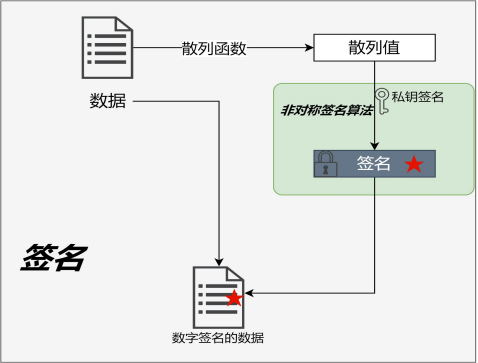 散列函数
散列值
数据
私钥签名
非对称签名算法
签名
签名
数字签名的数据